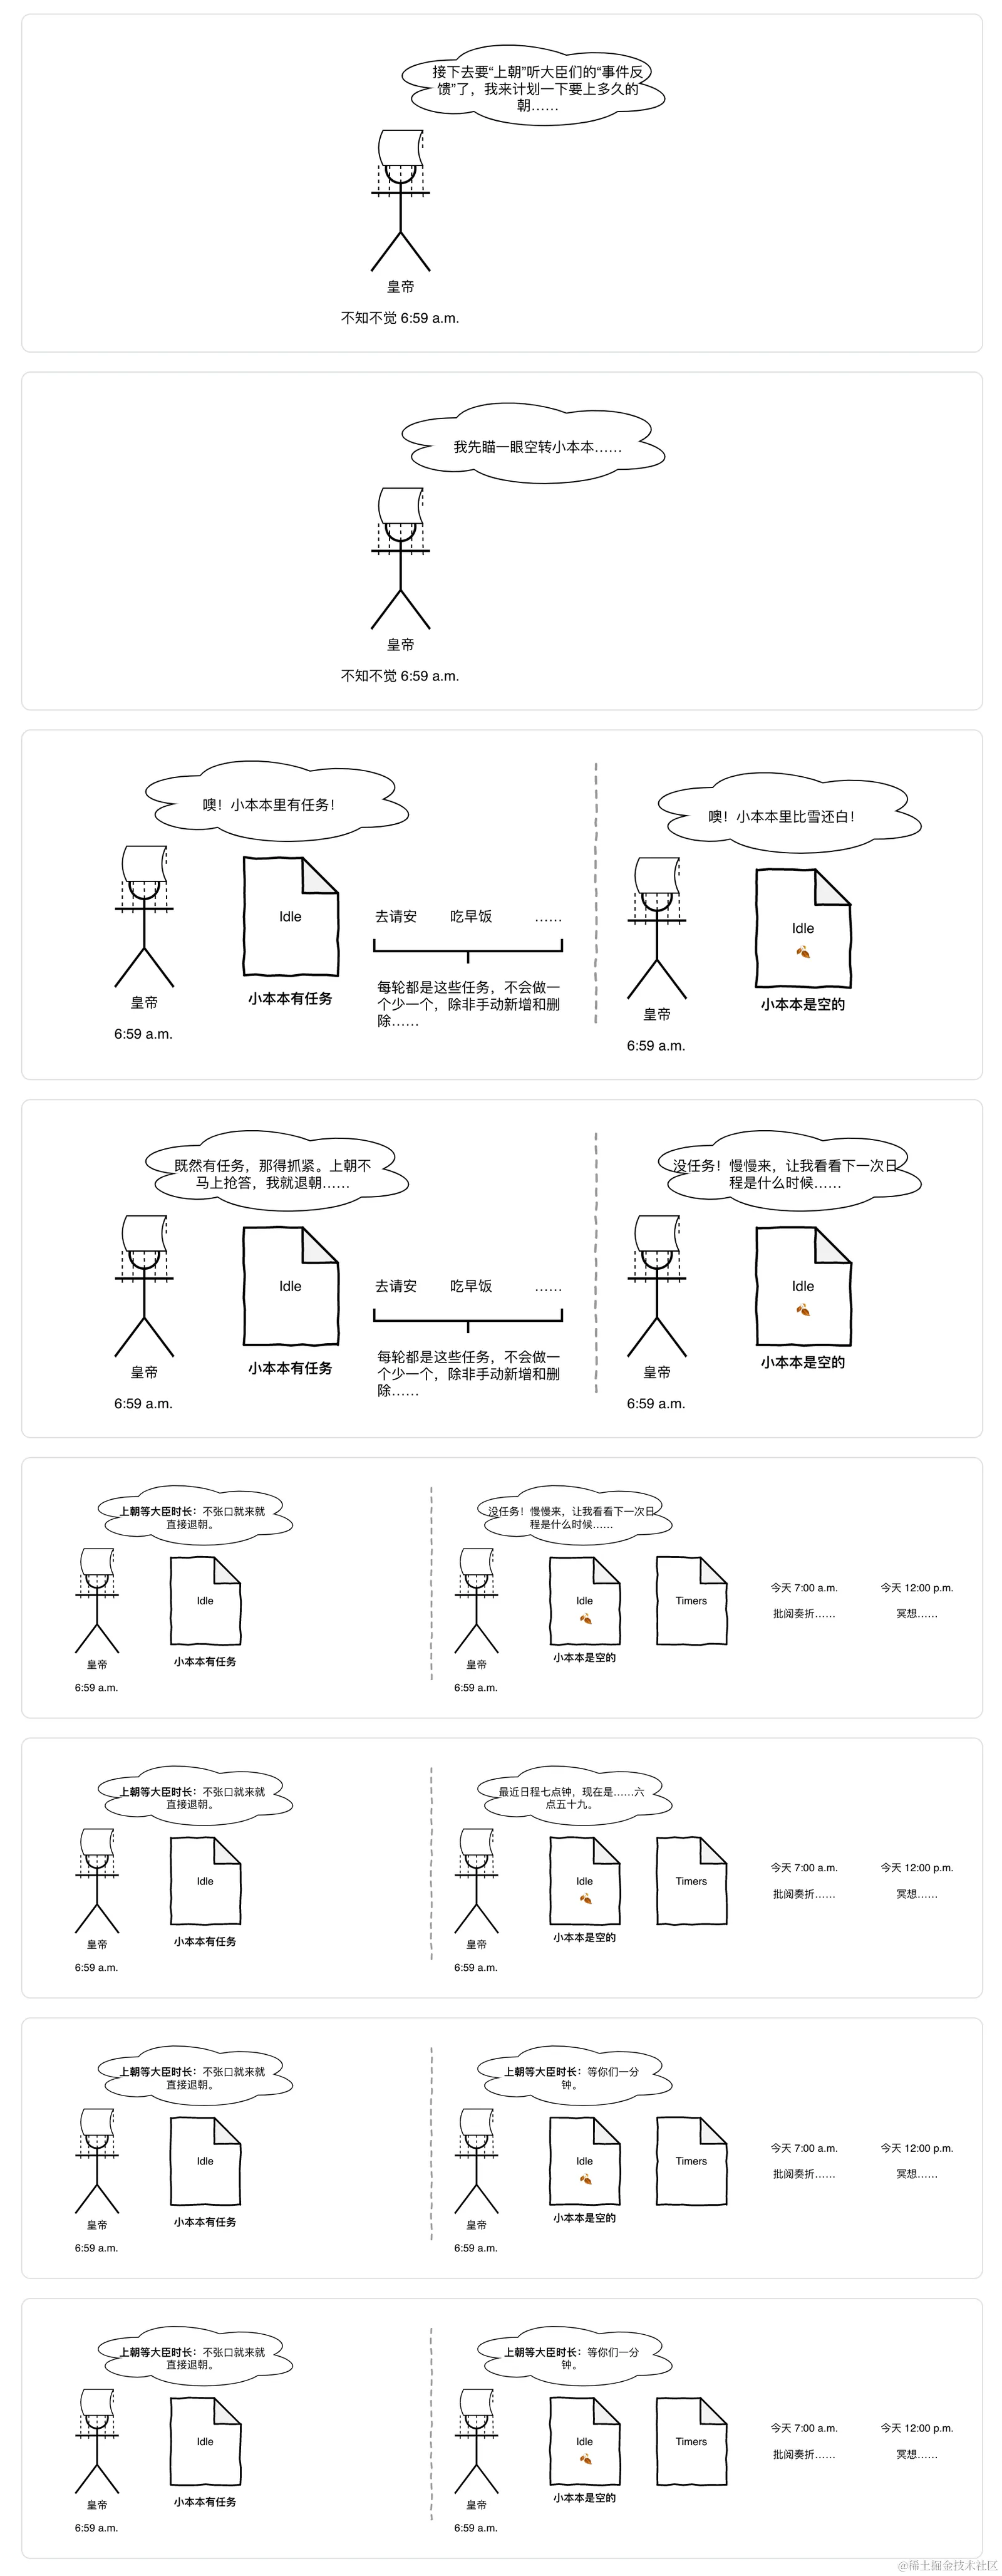 接下去要“上朝”听大臣们的“事件反
馈”了，我来计划一下要上多久的
朝……
皇帝
不知不觉 6:59 a.m.
我先瞄一眼空转小本本……
皇帝
不知不觉 6:59 a.m.
噢！小本本里有任务！
Idle
去请安
吃早饭
……
每轮都是这些任务，不会做一
个少一个，除非手动新增和删
除……
小本本有任务
皇帝
6:59 a.m.
噢！小本本里比雪还白！
Idle
小本本是空的
皇帝
6:59 a.m.
既然有任务，那得抓紧。上朝不
马上抢答，我就退朝……
Idle
去请安
吃早饭
……
每轮都是这些任务，不会做一
个少一个，除非手动新增和删
除……
小本本有任务
皇帝
6:59 a.m.
没任务！慢慢来，让我看看下一次日
程是什么时候……
Idle
小本本是空的
皇帝
6:59 a.m.
上朝等大臣时长：不张口就来就
直接退朝。
Idle
小本本有任务
皇帝
6:59 a.m.
没任务！慢慢来，让我看看下一次日
程是什么时候……
Idle
小本本是空的
皇帝
6:59 a.m.
Timers
今天 7:00 a.m.
批阅奏折……
今天 12:00 p.m.
冥想……
上朝等大臣时长：不张口就来就
直接退朝。
Idle
小本本有任务
皇帝
6:59 a.m.
最近日程七点钟，现在是……六
点五十九。
Idle
小本本是空的
皇帝
6:59 a.m.
Timers
今天 7:00 a.m.
批阅奏折……
今天 12:00 p.m.
冥想……
上朝等大臣时长：不张口就来就
直接退朝。
Idle
小本本有任务
皇帝
6:59 a.m.
上朝等大臣时长：等你们一分
钟。
Idle
小本本是空的
皇帝
6:59 a.m.
Timers
今天 7:00 a.m.
批阅奏折……
今天 12:00 p.m.
冥想……
上朝等大臣时长：不张口就来就
直接退朝。
Idle
小本本有任务
皇帝
6:59 a.m.
上朝等大臣时长：等你们一分
钟。
Idle
小本本是空的
皇帝
6:59 a.m.
Timers
今天 7:00 a.m.
批阅奏折……
今天 12:00 p.m.
冥想……
@稀土掘金技术社区